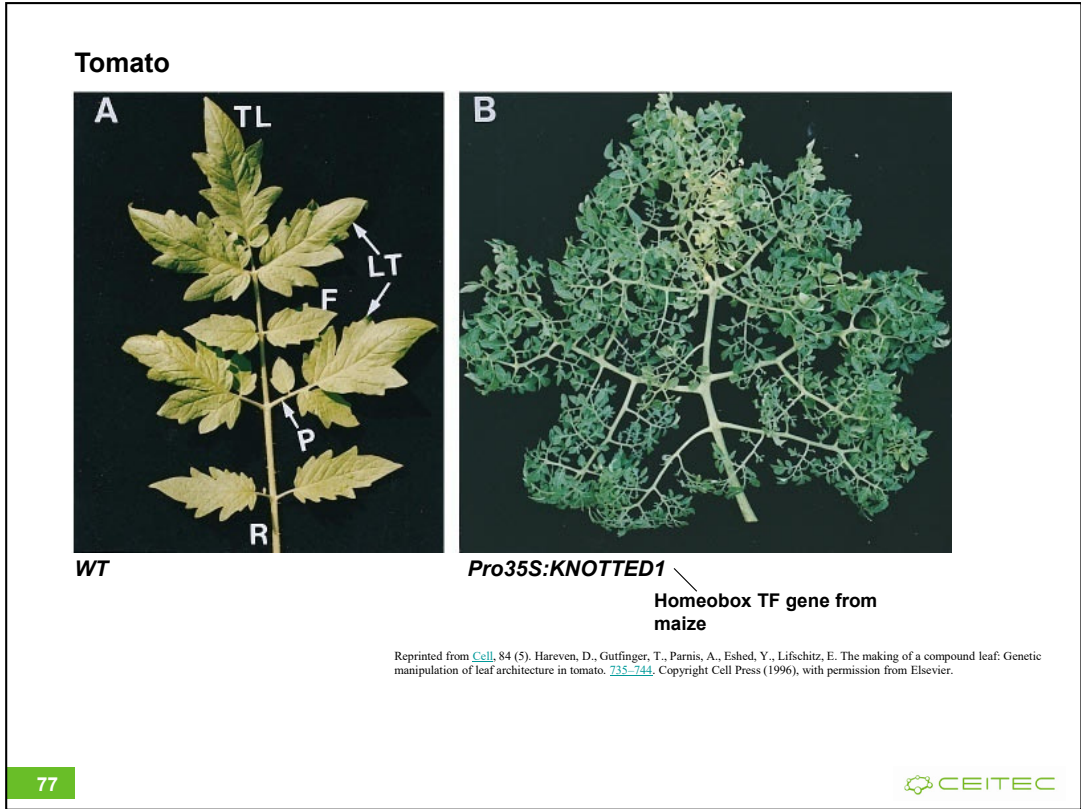 Tomato
A
TL
LT
F
P
R
B
WT
Pro35S:KNOTTED1
Homeobox TF gene from
maize
Reprinted from Cell, 84 (5). Hareven, D., Gutfinger, T., Parnis, A., Eshed, Y., Lifschitz, E. The making of a compound leaf: Genetic
manipulation of leaf architecture in tomato. 735–744. Copyright Cell Press (1996), with permission from Elsevier.
77
CEITEC